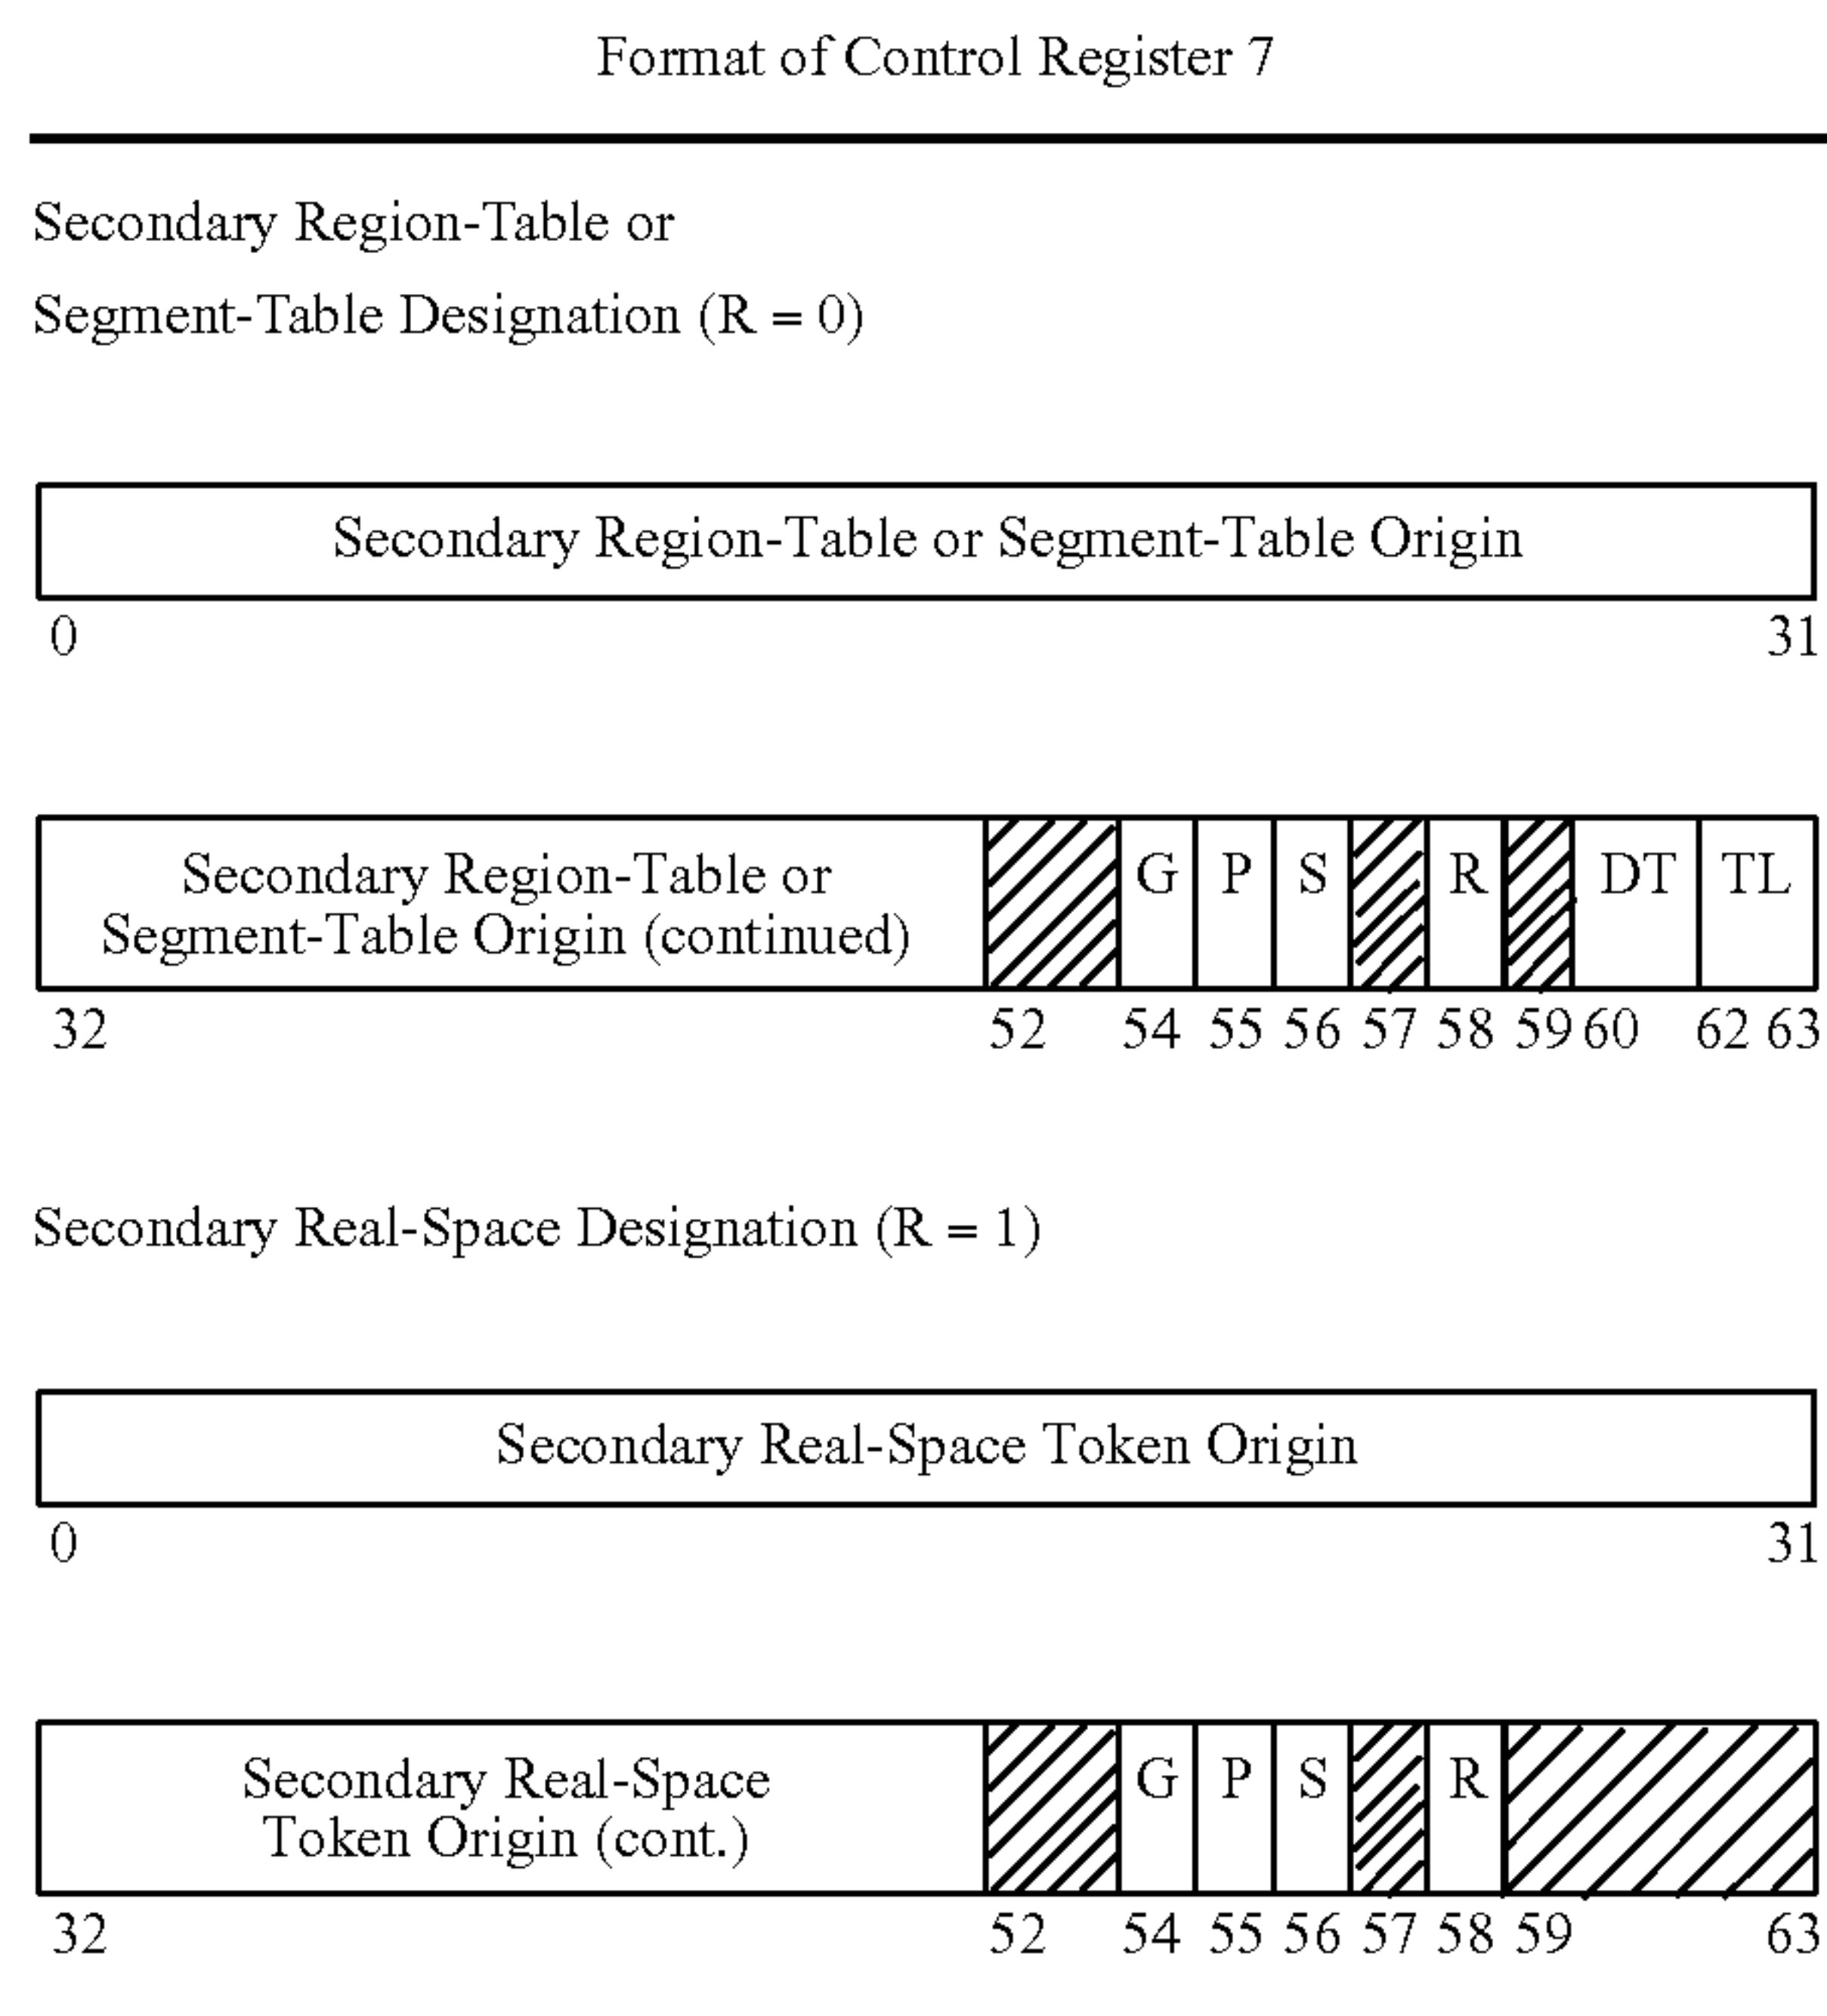 Format of Control Register 7
Secondary Region-Table or
Segment-Table Designation (R = 0)
Secondary Region-Table or Segment-Table Origin
0 31
Secondary Region-Table or
Segment-Table Origin (continued)
G P S R DT TL
32 52 54 55 56 57 58 59 60 62 63
Secondary Real-Space Designation (R = 1)
Secondary Real-Space Token Origin
0 31
Secondary Real-Space
Token Origin (cont.)
G P S R
32 52 54 55 56 57 58 59 63